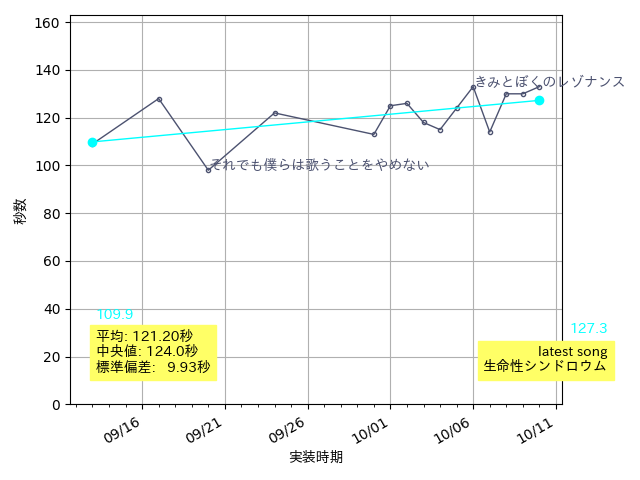 160
140
120
100
80
60
40
20
0
秒数
きみとぼくのレゾナンス
それでも僕らは歌うことをやめない
109.9
平均: 121.20秒
中央値: 124.0秒
標準偏差: 9.93秒
127.3
latest song
生命性シンドロウム
09/16
09/21
09/26
10/01
10/06
10/11
実装時期